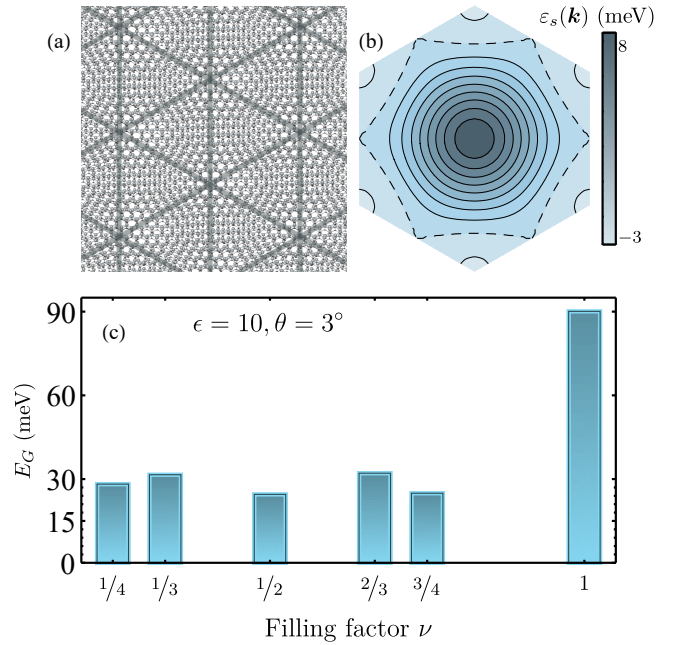 (a)
(b)
εₛ(𝒌) (meV)
8
−3
(c)
ϵ = 10, θ = 3°
E_G (meV)
90
60
30
15
0
1/4
1/3
1/2
2/3
3/4
1
Filling factor ν